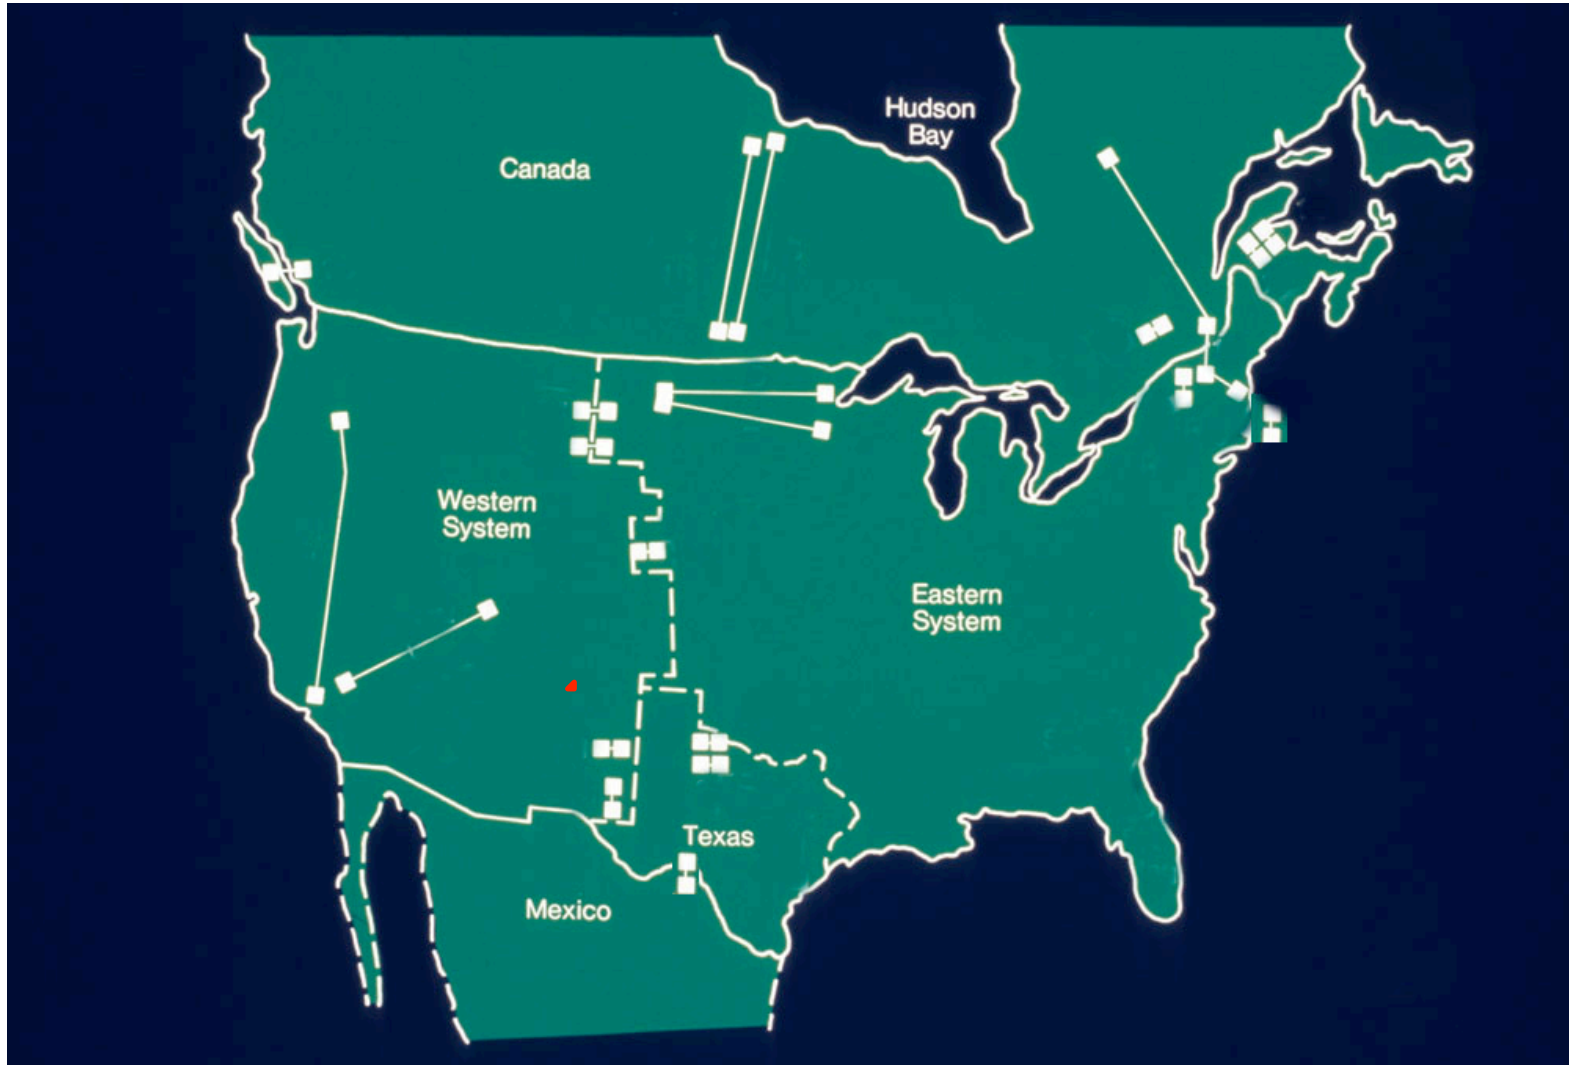 Hudson
Bay
Canada
Western
System
Eastern
System
Texas
Mexico